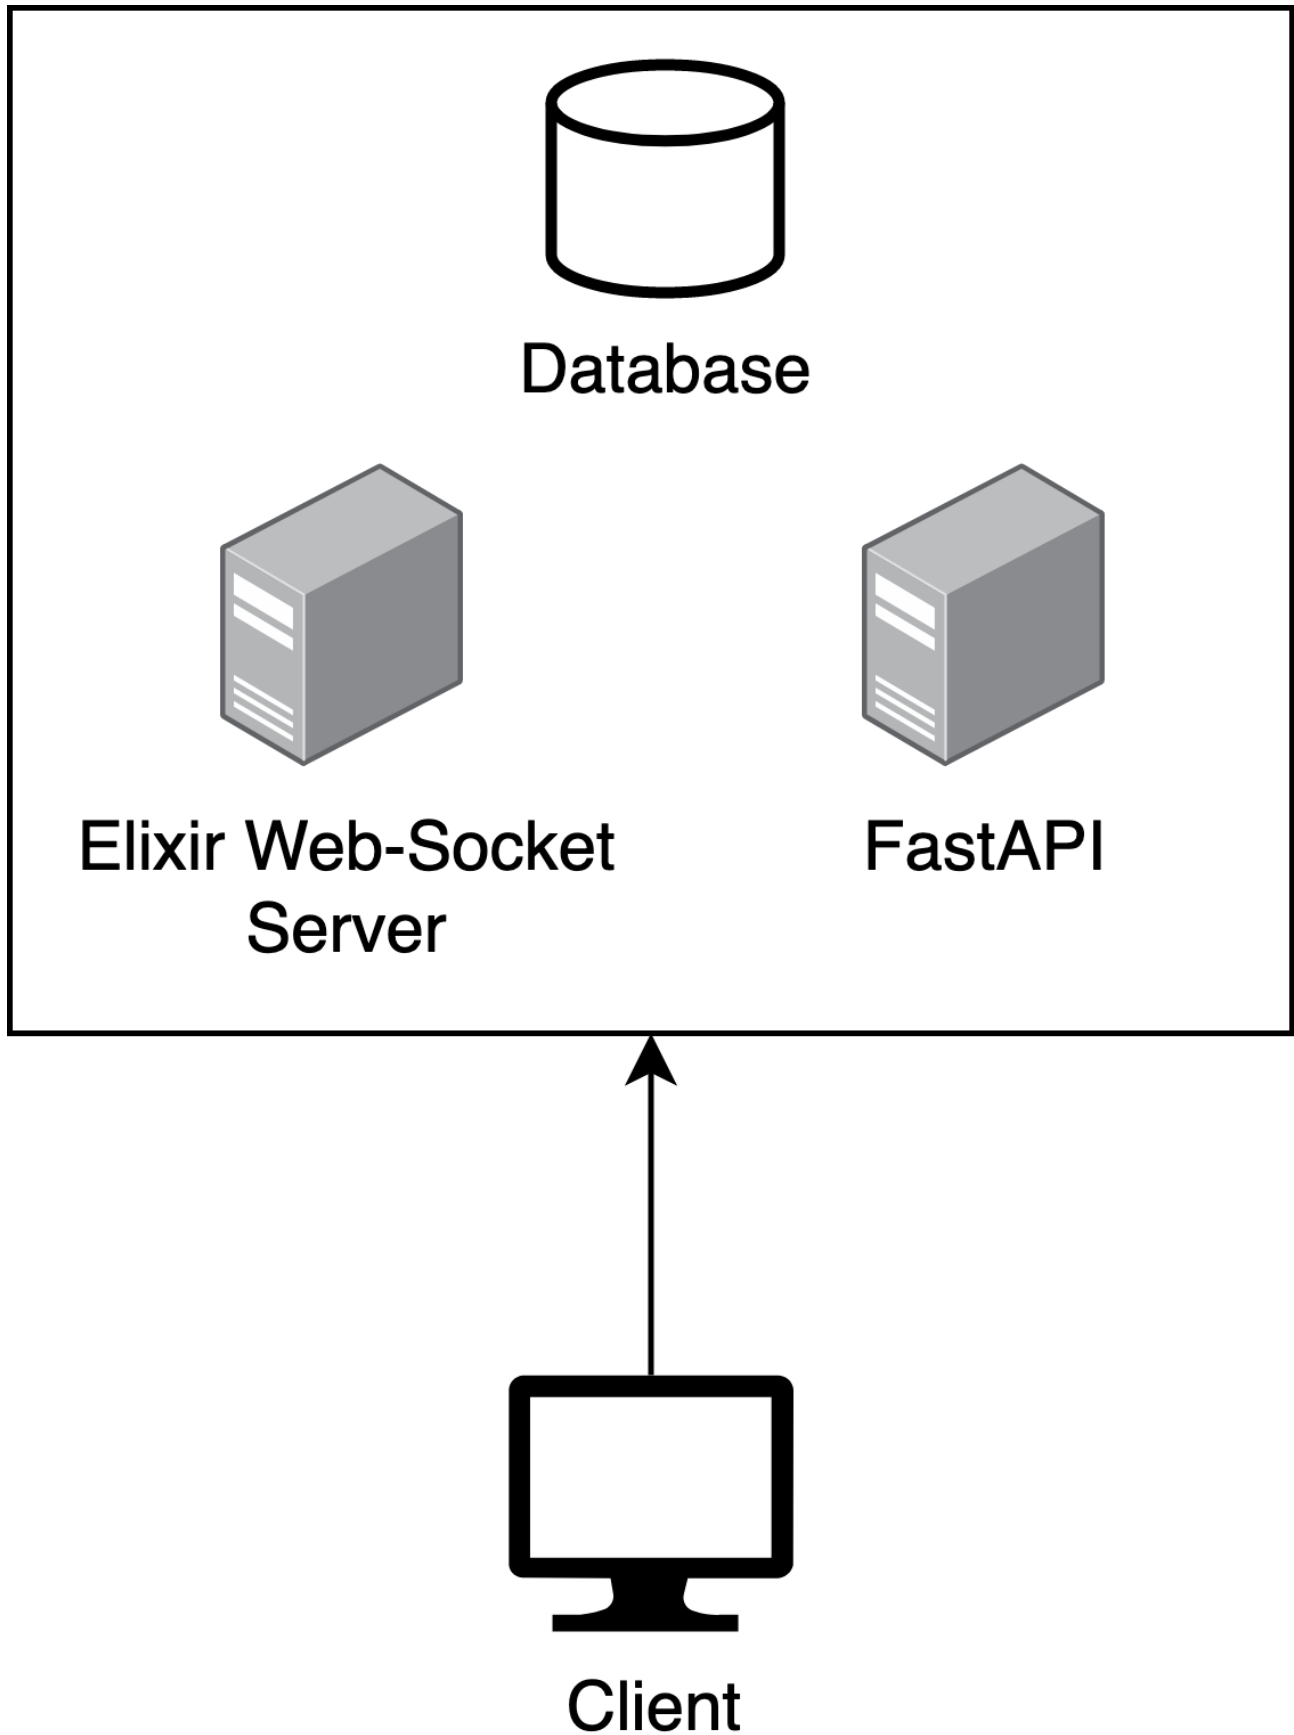 Database
Elixir Web-Socket
Server
FastAPI
Client